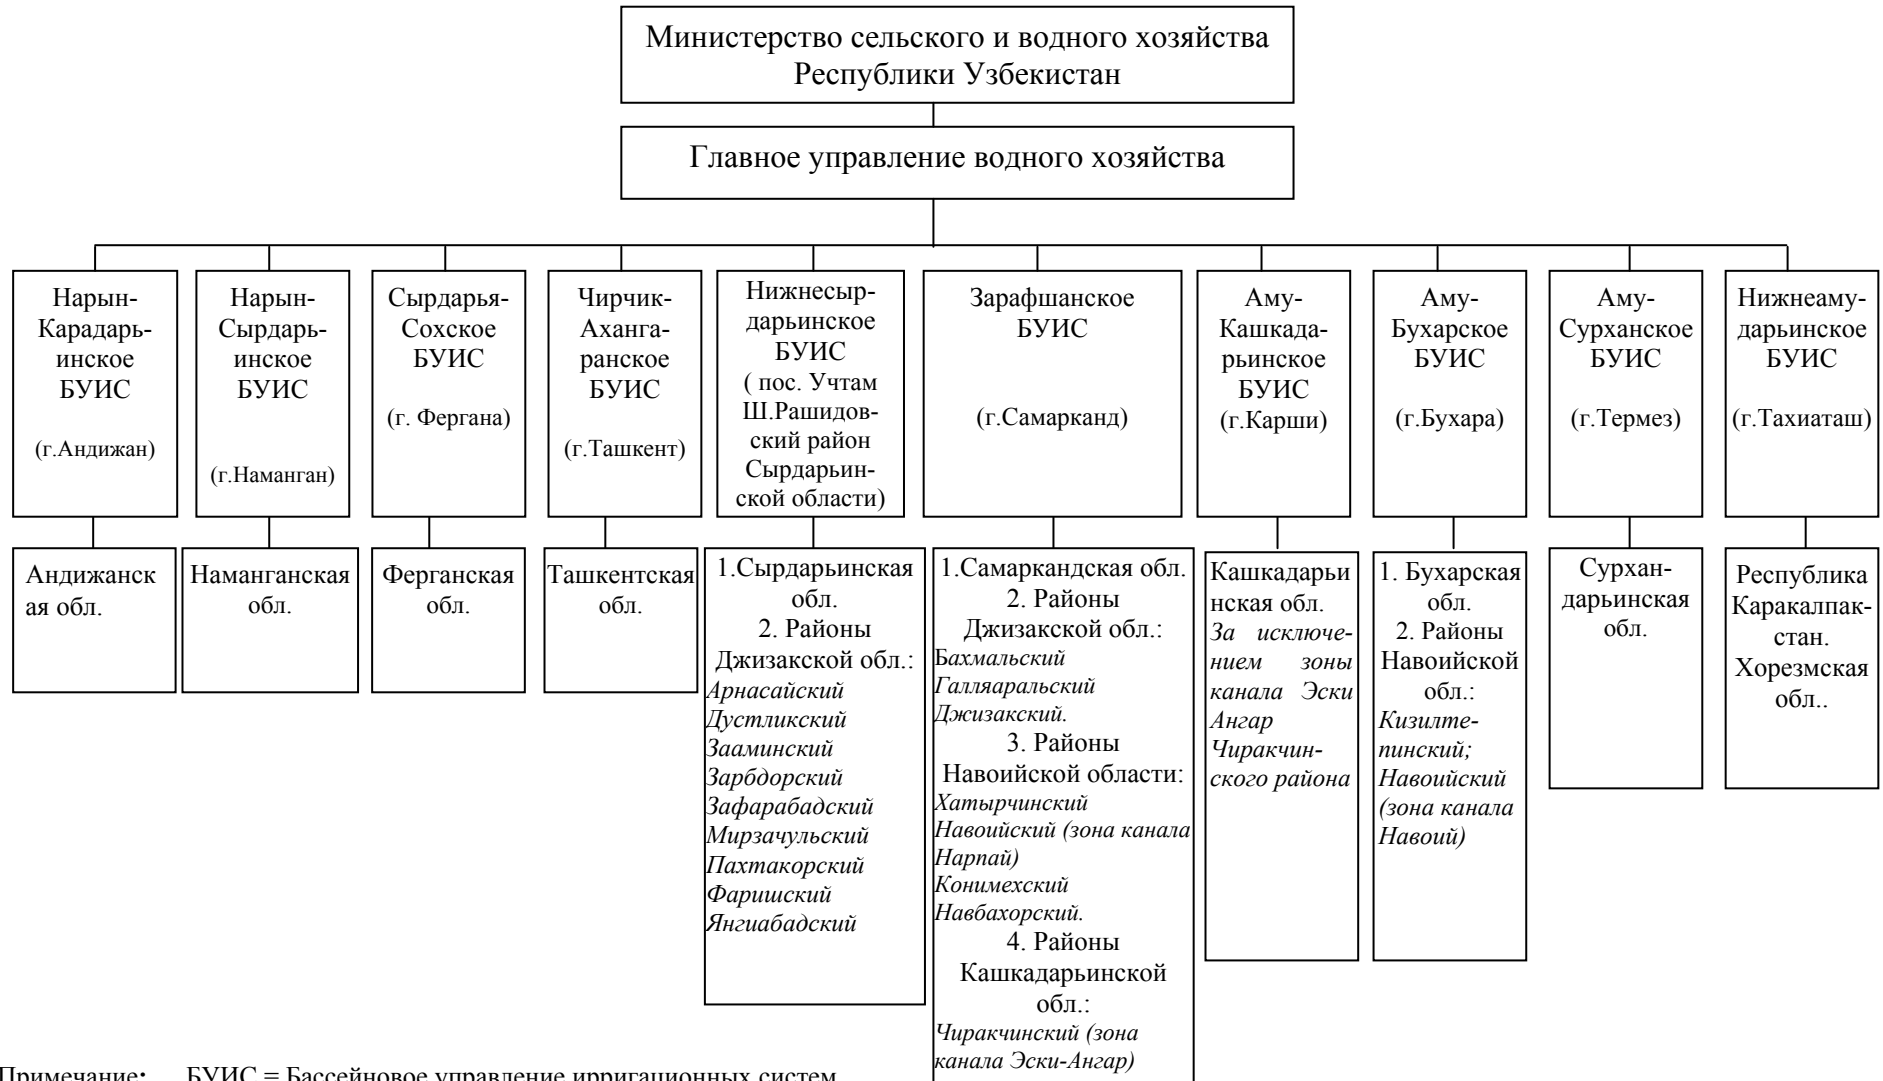 Министерство сельского и водного хозяйства
Республики Узбекистан
Главное управление водного хозяйства
Нарын-
Карадарь-
инское
БУИС
(г.Андижан)
Нарын-
Сырдарь-
инское
БУИС
(г.Наманган)
Сырдарья-
Сохское
БУИС
(г. Фергана)
Чирчик-
Аханга-
ранское
БУИС
(г.Ташкент)
Нижнесыр-
дарьинское
БУИС
( пос. Учтам
Ш.Рашидов-
ский район
Сырдарьин-
ской области)
Зарафшанское
БУИС
(г.Самарканд)
Аму-
Кашкада-
рьинское
БУИС
(г.Карши)
Аму-
Бухарское
БУИС
(г.Бухара)
Аму-
Сурханское
БУИС
(г.Термез)
Нижнеаму-
дарьинское
БУИС
(г.Тахиаташ)
Андижанск
ая обл.
Наманганская
обл.
Ферганская
обл.
Ташкентская
обл.
1.Сырдарьинская
обл.
2. Районы
Джизакской обл.:
Арнасайский
Дустликский
Зааминский
Зарбдорский
Зафарабадский
Мирзачульский
Пахтакорский
Фаришский
Янгиабадский
1.Самаркандская обл.
2. Районы
Джизакской обл.:
Бахмальский
Галляаральский
Джизакский.
3. Районы
Навоийской области:
Хатырчинский
Навоийский (зона канала
Нарпай)
Конимехский
Навбахорский.
4. Районы
Кашкадарьинской
обл.:
Чиракчинский (зона
канала Эски-Ангар)
Кашкадарьи
нская обл.
За исключе-
нием зоны
канала Эски
Ангар
Чиракчин-
ского района
1. Бухарская
обл.
2. Районы
Навоийской
обл.:
Кизилте-
пинский;
Навоийский
(зона канала
Навоий)
Сурхан-
дарьинская
обл.
Республика
Каракалпак-
стан.
Хорезмская
обл..
Примечание: БУИС = Бассейновое управление ирригационных систем